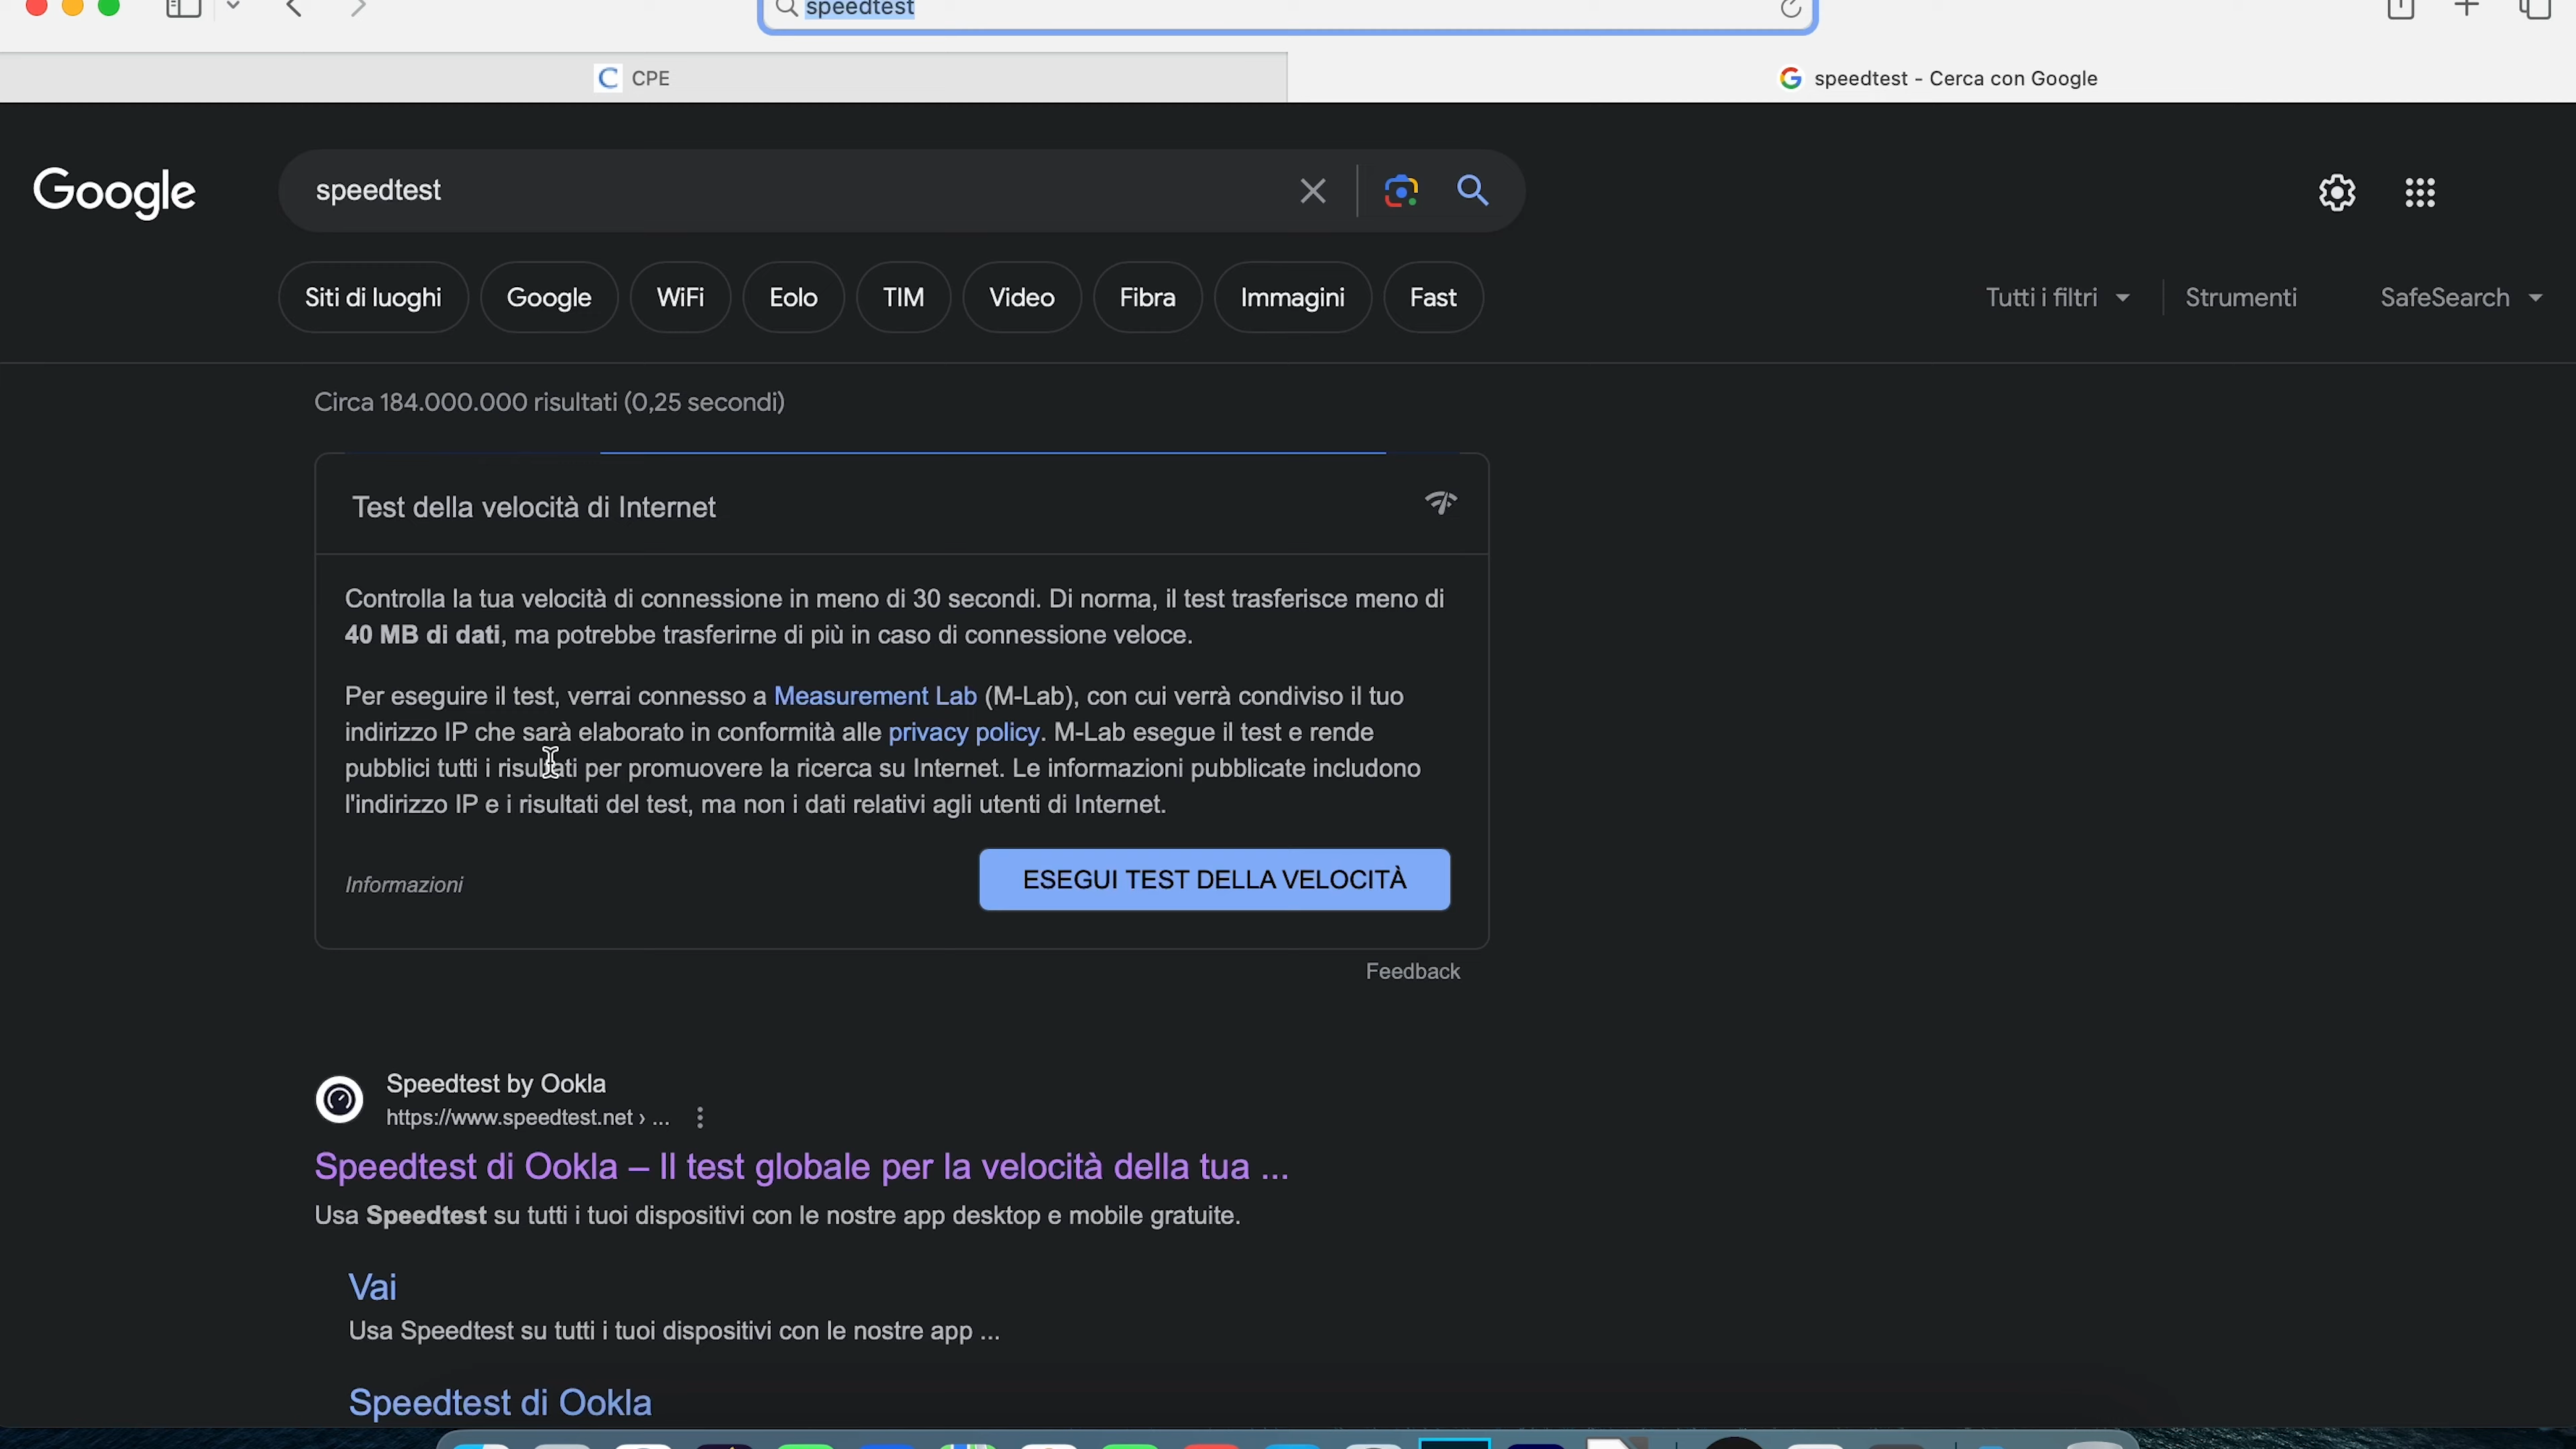 speedtest
CPE
speedtest - Cerca con Google
Google
speedtest
Siti di luoghi
Google
WiFi
Eolo
TIM
Video
Fibra
Immagini
Fast
Tutti i filtri
Strumenti
SafeSearch
Circa 184.000.000 risultati (0,25 secondi)
Test della velocità di Internet
Controlla la tua velocità di connessione in meno di 30 secondi. Di norma, il test trasferisce meno di
40 MB di dati, ma potrebbe trasferirne di più in caso di connessione veloce.
Per eseguire il test, verrai connesso a Measurement Lab (M-Lab), con cui verrà condiviso il tuo
indirizzo IP che sarà elaborato in conformità alle privacy policy. M-Lab esegue il test e rende
pubblici tutti i risultati per promuovere la ricerca su Internet. Le informazioni pubblicate includono
l'indirizzo IP e i risultati del test, ma non i dati relativi agli utenti di Internet.
Informazioni
ESEGUI TEST DELLA VELOCITÀ
Feedback
Speedtest by Ookla
https://www.speedtest.net › ...
Speedtest di Ookla – Il test globale per la velocità della tua ...
Usa Speedtest su tutti i tuoi dispositivi con le nostre app desktop e mobile gratuite.
Vai
Usa Speedtest su tutti i tuoi dispositivi con le nostre app ...
Speedtest di Ookla